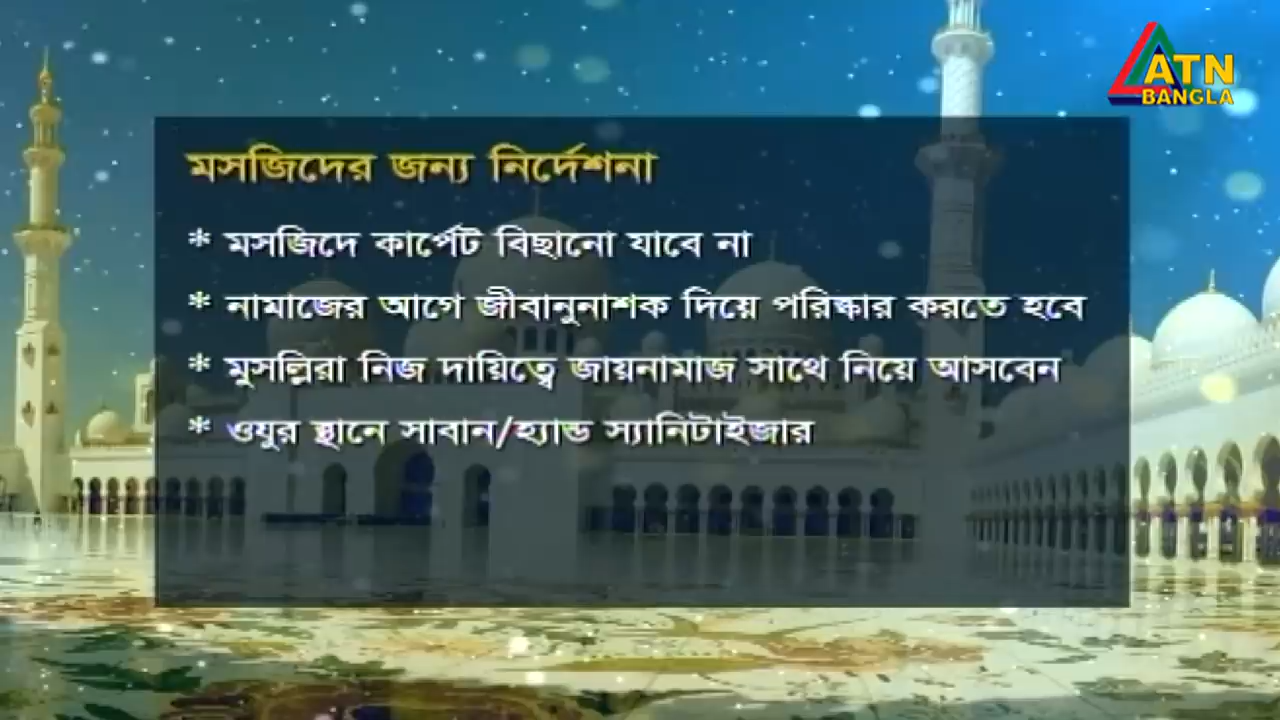 ATN
BANGLA
মসজিদের জন্য নির্দেশনা
* মসজিদে কার্পেট বিছানো যাবে না
* নামাজের আগে জীবানুনাশক দিয়ে পরিষ্কার করতে হবে
* মুসল্লিরা নিজ দায়িত্বে জায়নামাজ সাথে নিয়ে আসবেন
* ওযুর স্থানে সাবান/হ্যান্ড স্যানিটাইজার